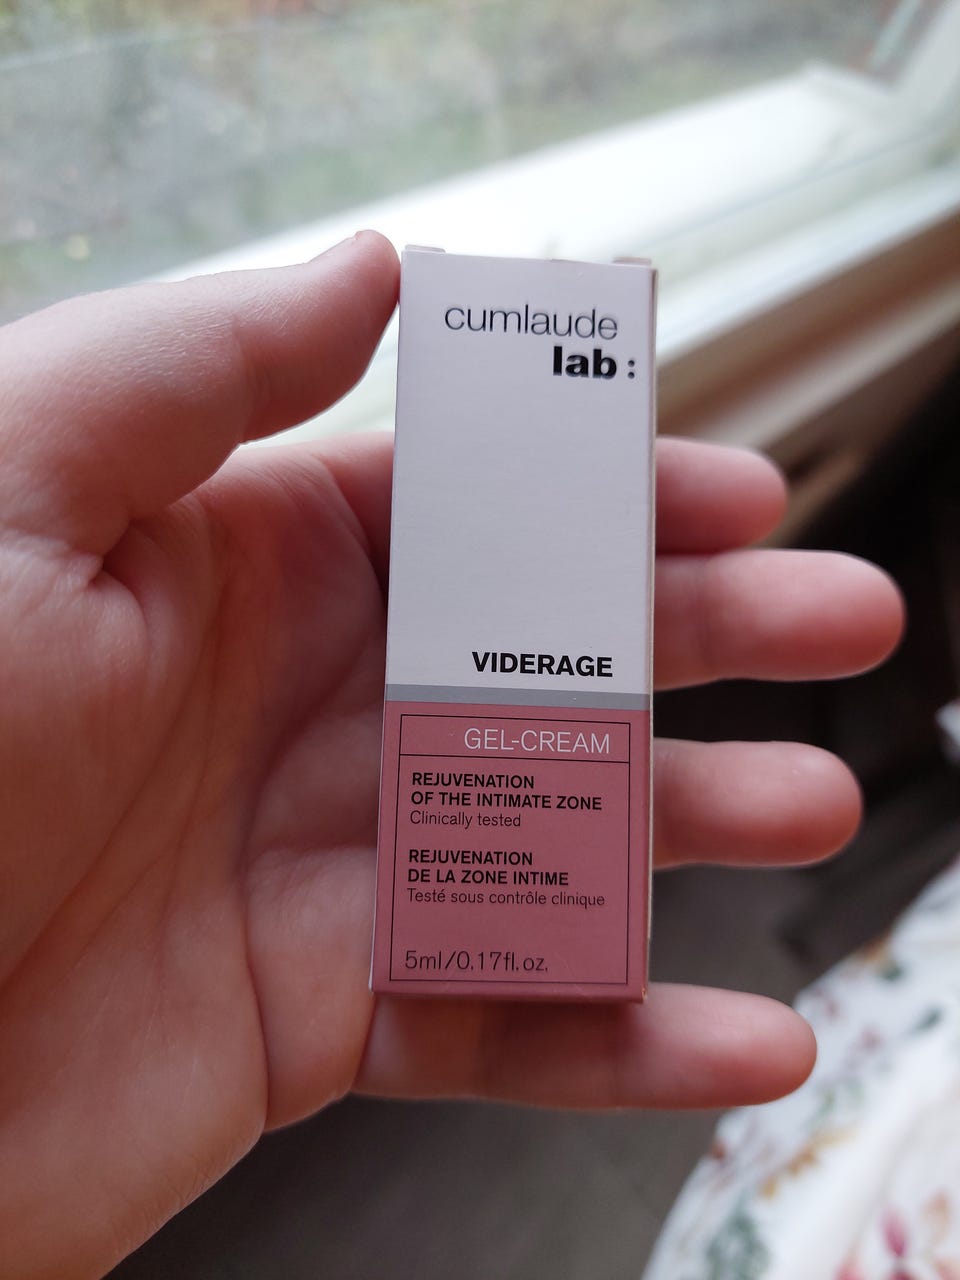 cumlaude
lab:
VIDERAGE
GEL-CREAM
REJUVENATION
OF THE INTIMATE ZONE
Clinically tested
REJUVENATION
DE LA ZONE INTIME
Testé sous contrôle clinique
5ml/0.17fl.oz.